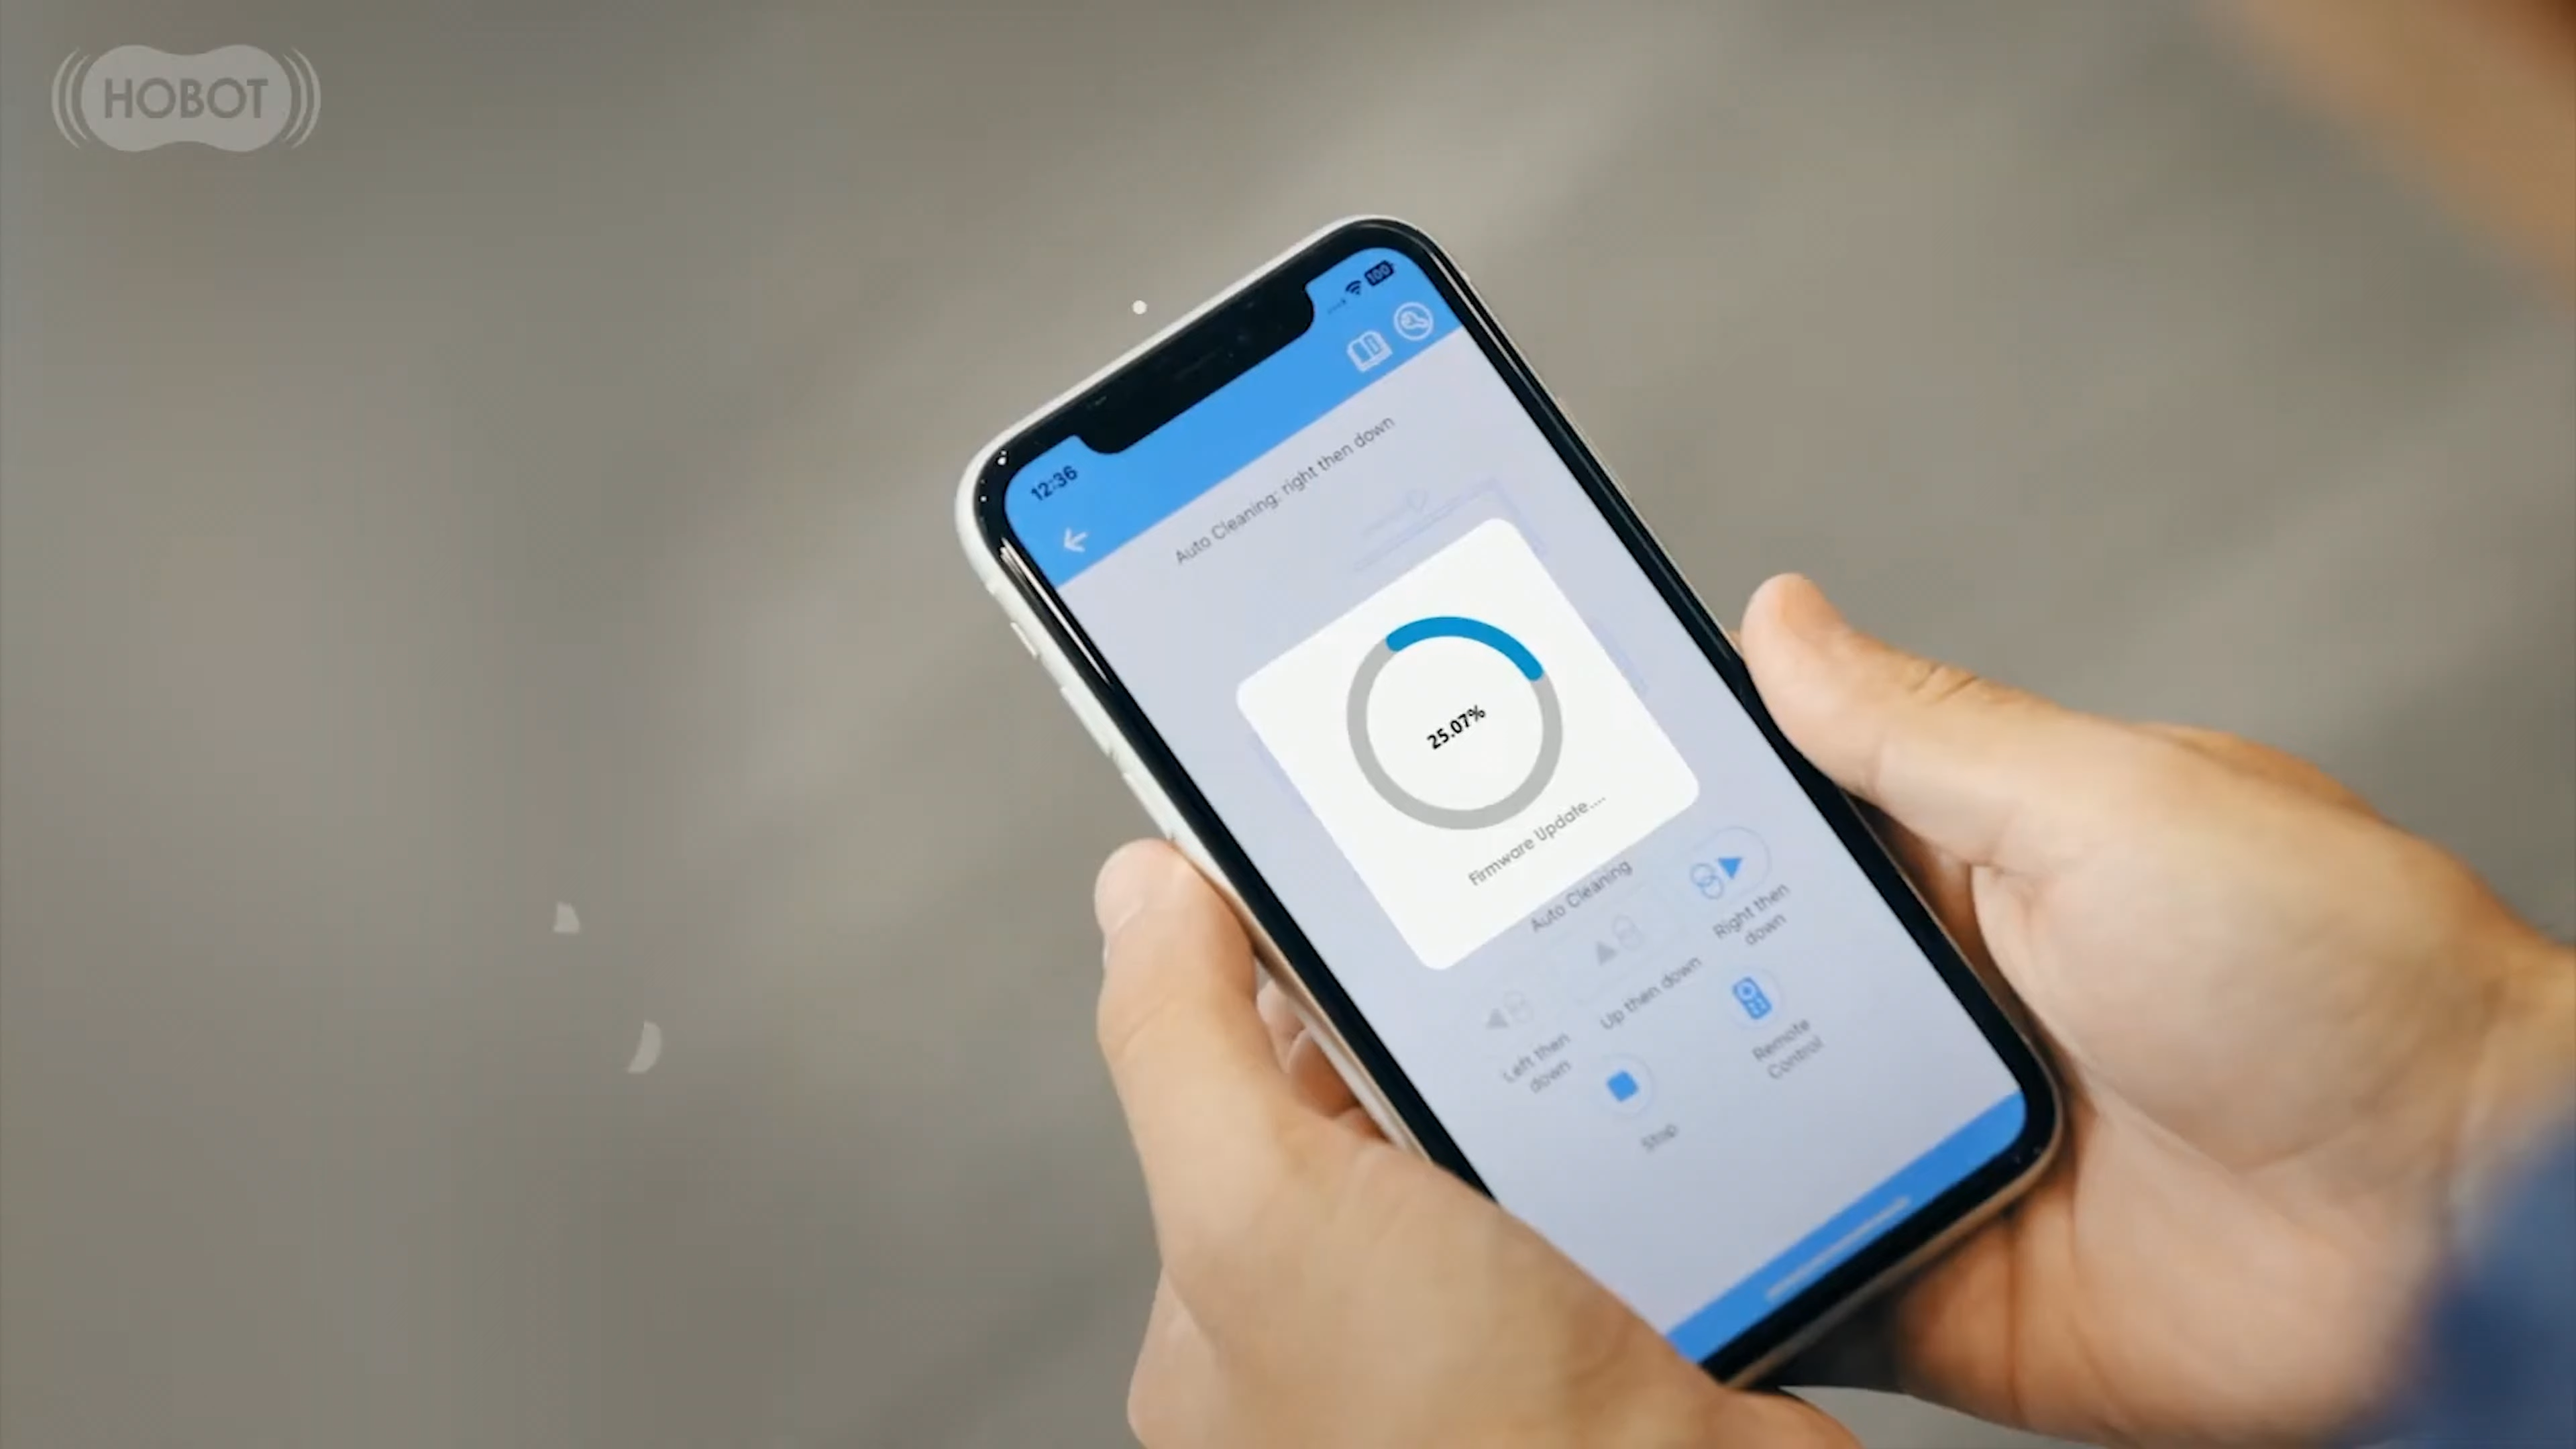 HOBOT
100
12:36
Auto Cleaning: right then down
25.07%
Firmware Update....
Auto Cleaning
Left then
down
Up then down
Right then
down
Stop
Remote
Control